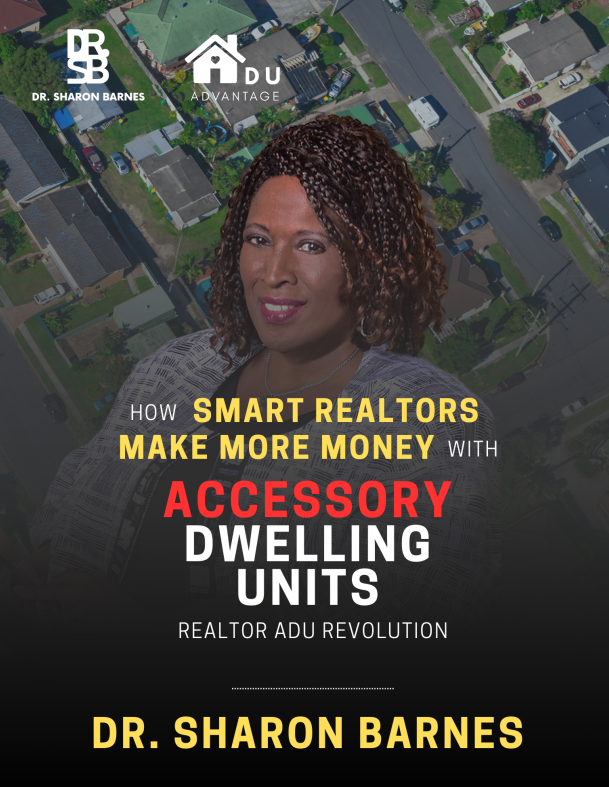 DR.
SB
DR. SHARON BARNES
ADU
ADVANTAGE
HOW SMART REALTORS
MAKE MORE MONEY WITH
ACCESSORY
DWELLING
UNITS
REALTOR ADU REVOLUTION
DR. SHARON BARNES